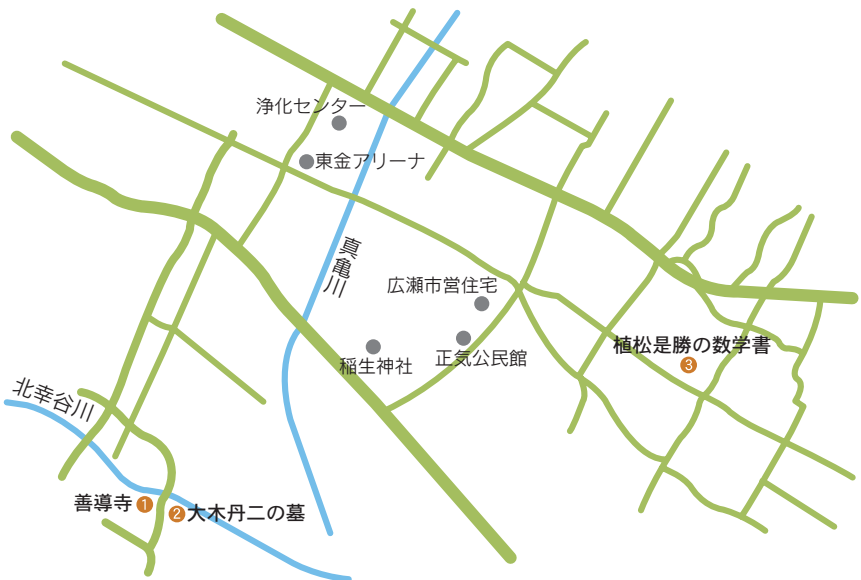 浄化センター
東金アリーナ
真亀川
広瀬市営住宅
正気公民館
稲生神社
植松是勝の数学書
3
北幸谷川
善導寺 1
2 大木丹二の墓